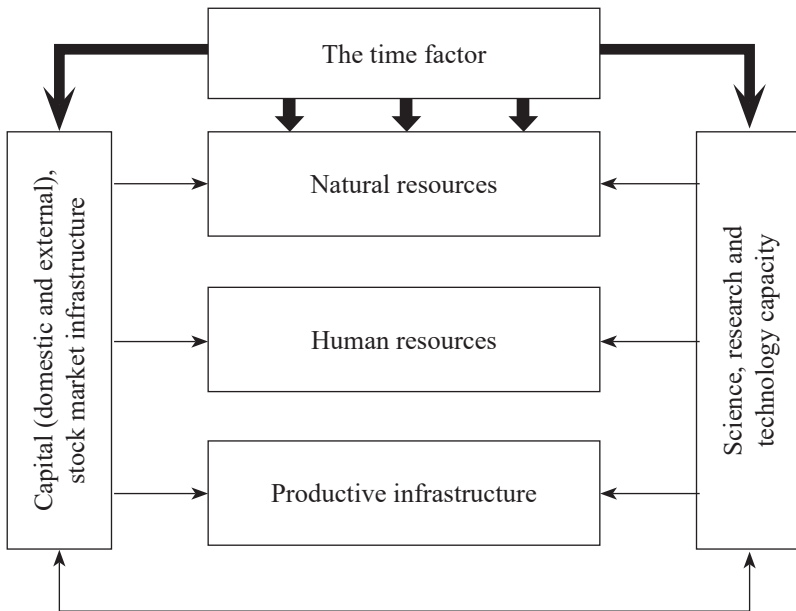 The time factor
Capital (domestic and external),
stock market infrastructure
Natural resources
Human resources
Productive infrastructure
Science, research and
technology capacity